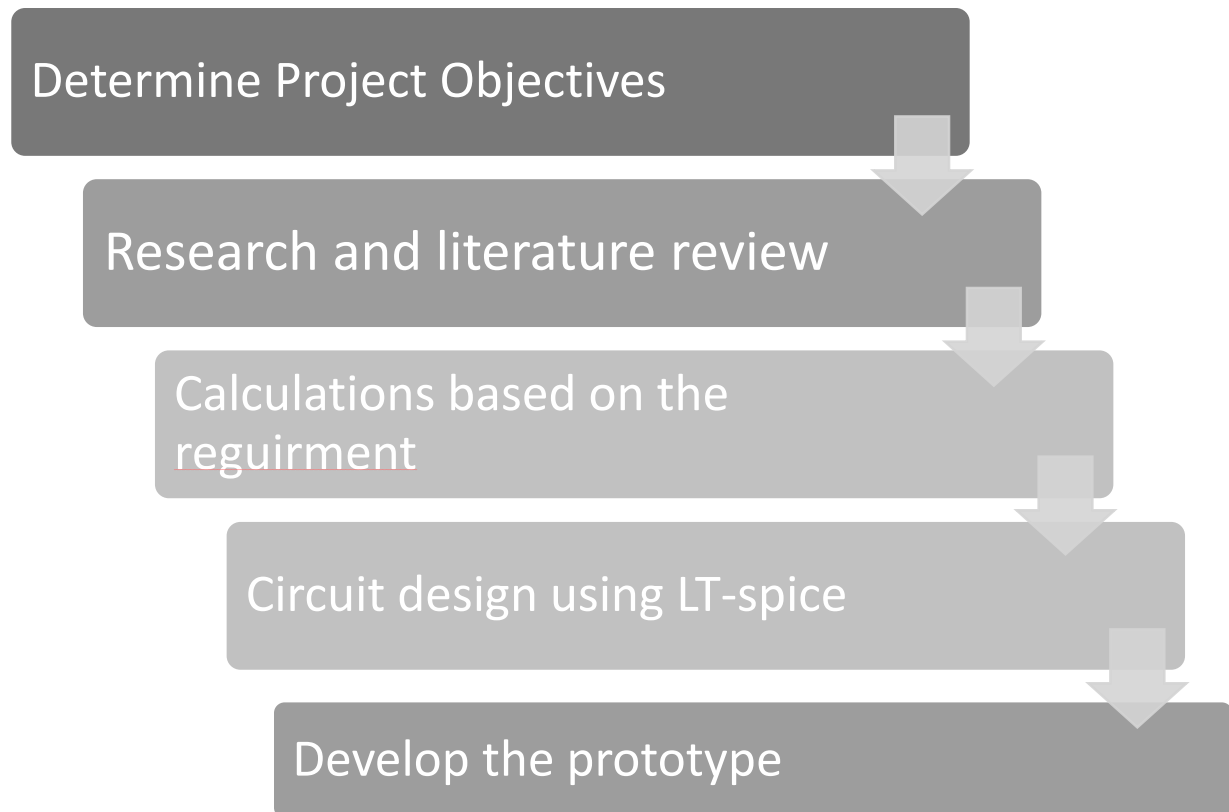 Determine Project Objectives
Research and literature review
Calculations based on the
reguirment
Circuit design using LT-spice
Develop the prototype